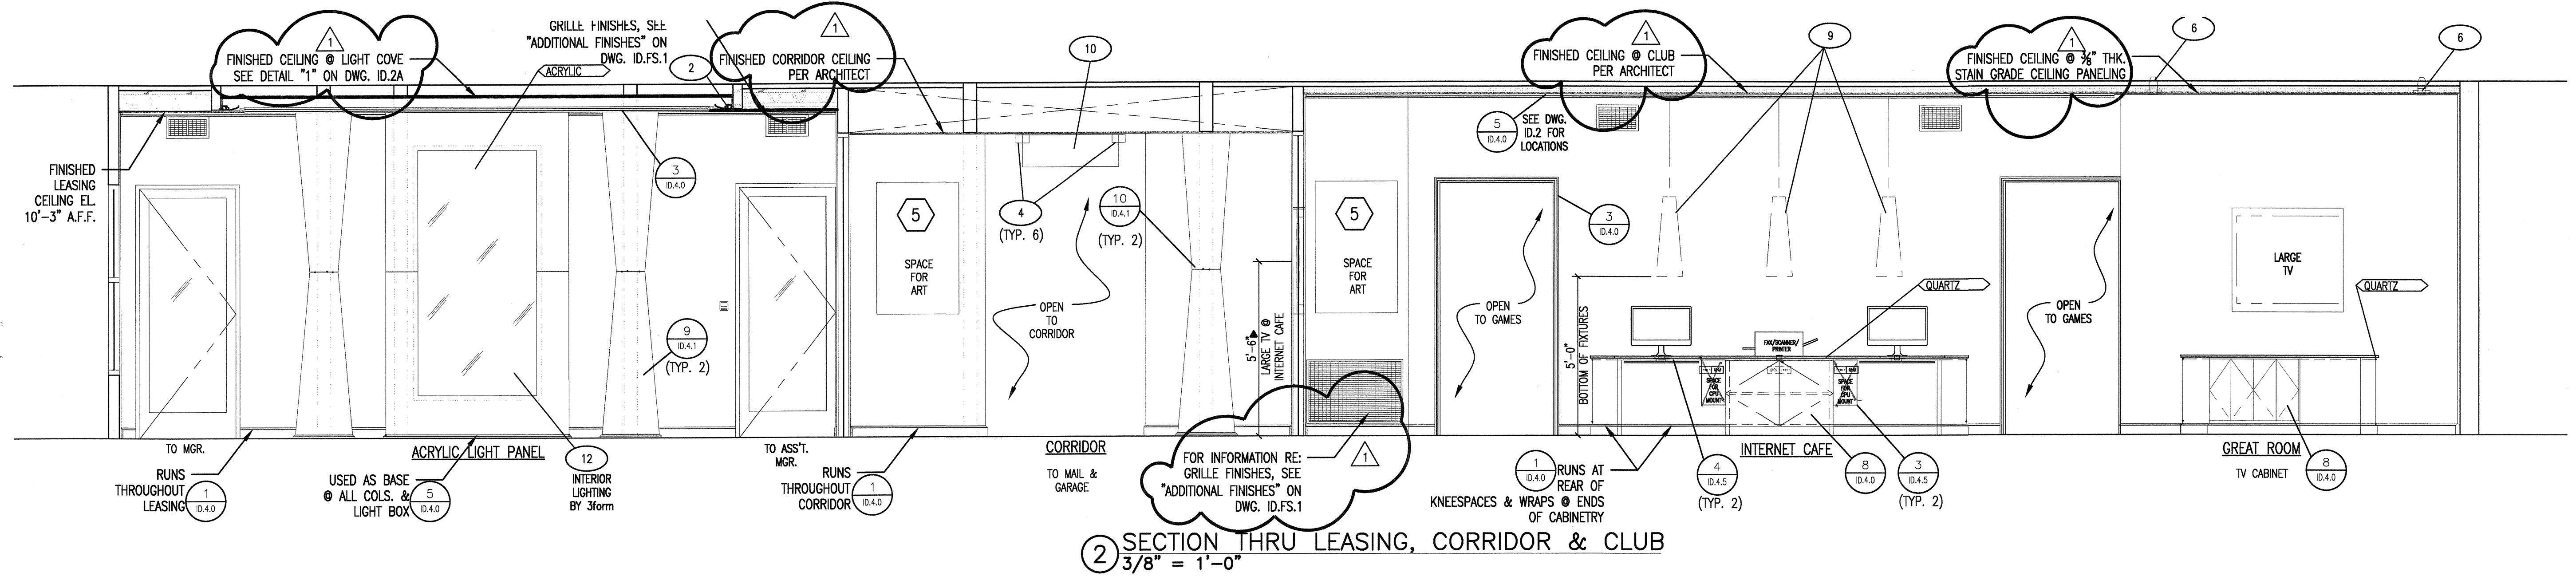 1
FINISHED CEILING @ LIGHT COVE
SEE DETAIL "1" ON DWG. ID.2A
GRILLE FINISHES, SEE
"ADDITIONAL FINISHES" ON
DWG. ID.FS.1
ACRYLIC
2
1
FINISHED CORRIDOR CEILING
PER ARCHITECT
10
1
FINISHED CEILING @ CLUB
PER ARCHITECT
9
1
FINISHED CEILING @ ⅜" THK.
STAIN GRADE CEILING PANELING
6
6
FINISHED
LEASING
CEILING EL.
10'-3" A.F.F.
3
ID.4.0
5
ID.4.0
SEE DWG.
ID.2 FOR
LOCATIONS
5
SPACE
FOR
ART
4
(TYP. 6)
10
ID.4.1
(TYP. 2)
OPEN
TO
CORRIDOR
5'-6"
LARGE TV @
INTERNET CAFE
5
SPACE
FOR
ART
3
ID.4.0
OPEN
TO GAMES
5'-0"
BOTTOM OF FIXTURES
QUARTZ
FAX/SCANNER/
PRINTER
SPACE
FOR
CPU
MOUNT
SPACE
FOR
CPU
MOUNT
OPEN
TO GAMES
LARGE
TV
QUARTZ
9
ID.4.1
(TYP. 2)
TO MGR.
RUNS
THROUGHOUT
LEASING
1
ID.4.0
ACRYLIC LIGHT PANEL
USED AS BASE
@ ALL COLS. &
LIGHT BOX
5
ID.4.0
12
INTERIOR
LIGHTING
BY 3form
TO ASS'T.
MGR.
RUNS
THROUGHOUT
CORRIDOR
1
ID.4.0
CORRIDOR
TO MAIL &
GARAGE
FOR INFORMATION RE:
GRILLE FINISHES, SEE
"ADDITIONAL FINISHES" ON
DWG. ID.FS.1
1
1
ID.4.0
RUNS AT
REAR OF
KNEESPACES & WRAPS @ ENDS
OF CABINETRY
4
ID.4.5
(TYP. 2)
INTERNET CAFE
8
ID.4.0
3
ID.4.5
(TYP. 2)
GREAT ROOM
TV CABINET
8
ID.4.0
2
SECTION THRU LEASING, CORRIDOR & CLUB
3/8" = 1'-0"